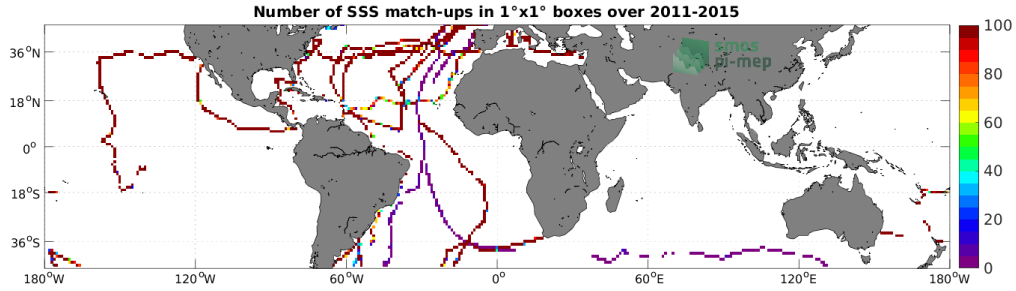 Number of SSS match-ups in 1°x1° boxes over 2011-2015
smos
pi-mep
36°N
18°N
0°
18°S
36°S
180°W
120°W
60°W
0°
60°E
120°E
180°W
100
80
60
40
20
0